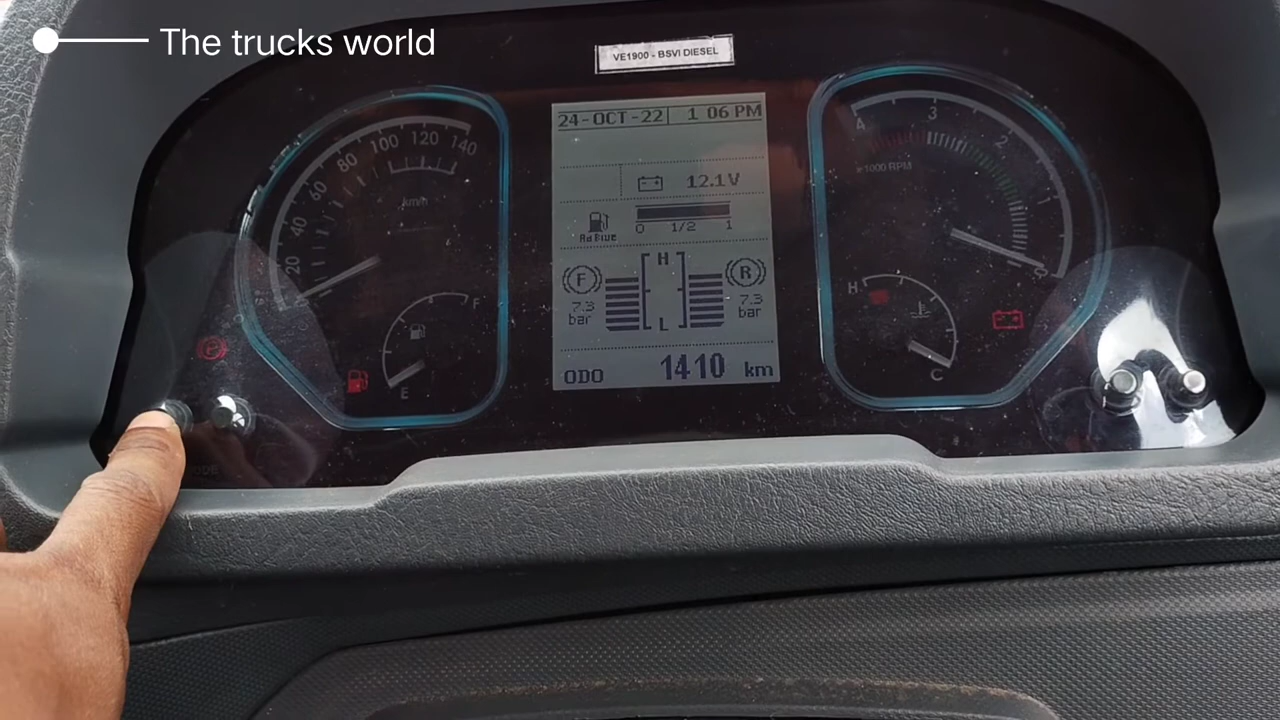 The trucks world
VE1900 - BSVI DIESEL
24-OCT-22 1 06 PM
12.1V
AdBlue
0 1/2 1
F H R
7.3 bar
7.3 bar
L
ODO 1410 km
20 40 60 80 100 120 140
km/h
F
E
4 3 2 1
x1000 RPM
H
C
P